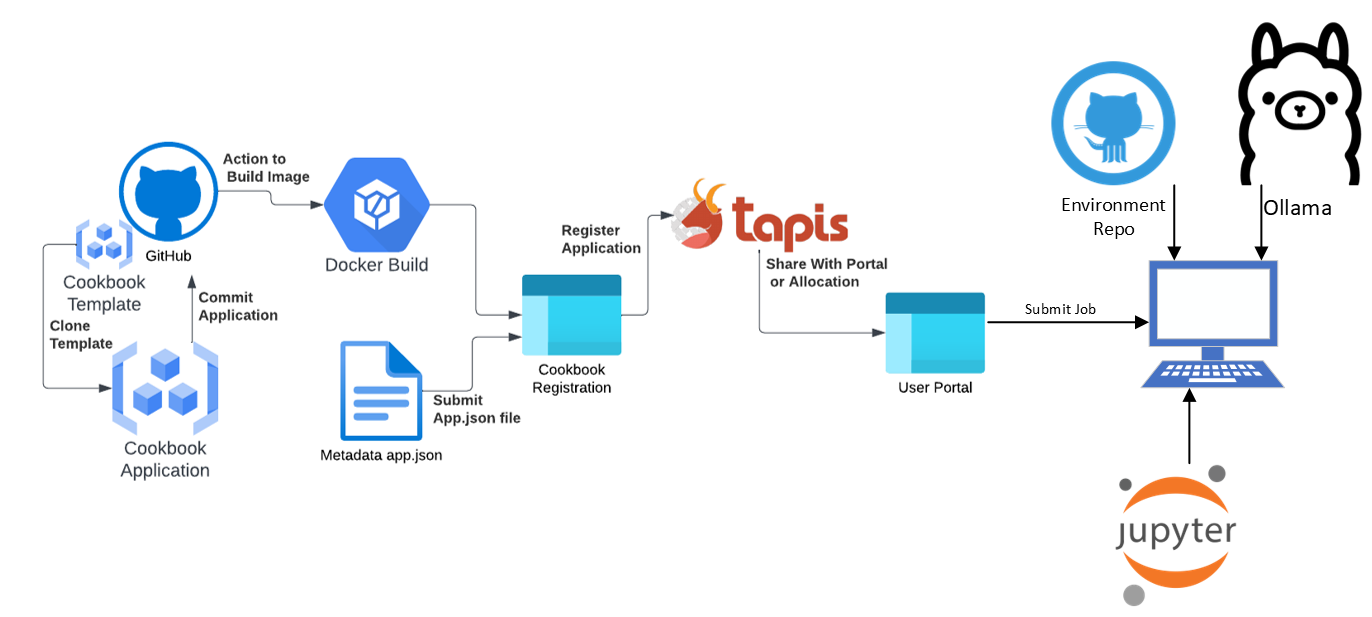 Action to
Build Image
GitHub
Cookbook
Template
Clone
Template
Commit
Application
Cookbook
Application
Docker Build
Metadata app.json
Submit
App.json file
Cookbook
Registration
Register
Application
tapis
Share With Portal
or Allocation
User Portal
Submit Job
Environment
Repo
Ollama
jupyter